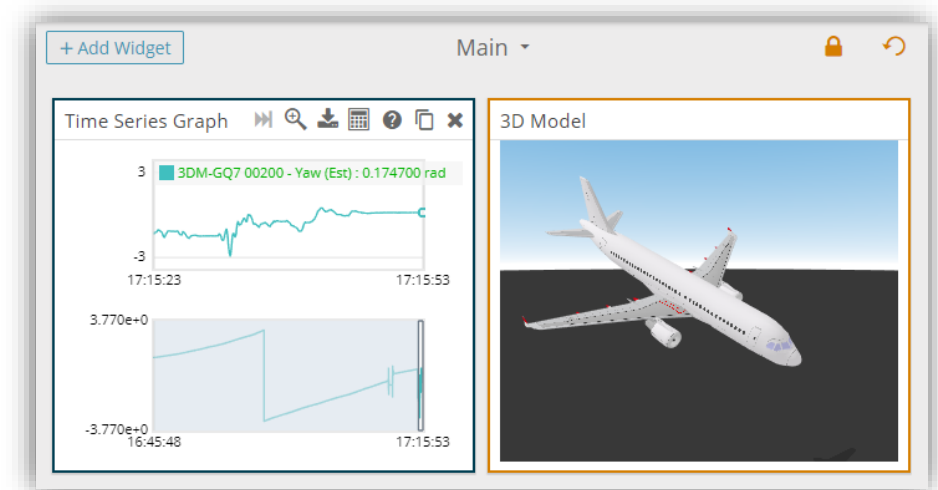 + Add Widget
Main
Time Series Graph
3D Model
3
3DM-GQ7 00200 - Yaw (Est) : 0.174700 rad
-3
17:15:23
17:15:53
3.770e+0
-3.770e+0
16:45:48
17:15:53